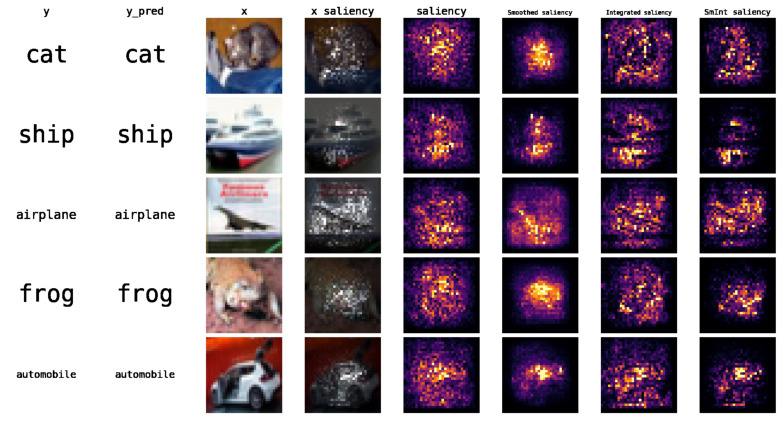 y y_pred x x saliency saliency Smoothed saliency Integrated saliency SmInt saliency
cat cat
ship ship
airplane airplane
frog frog
automobile automobile